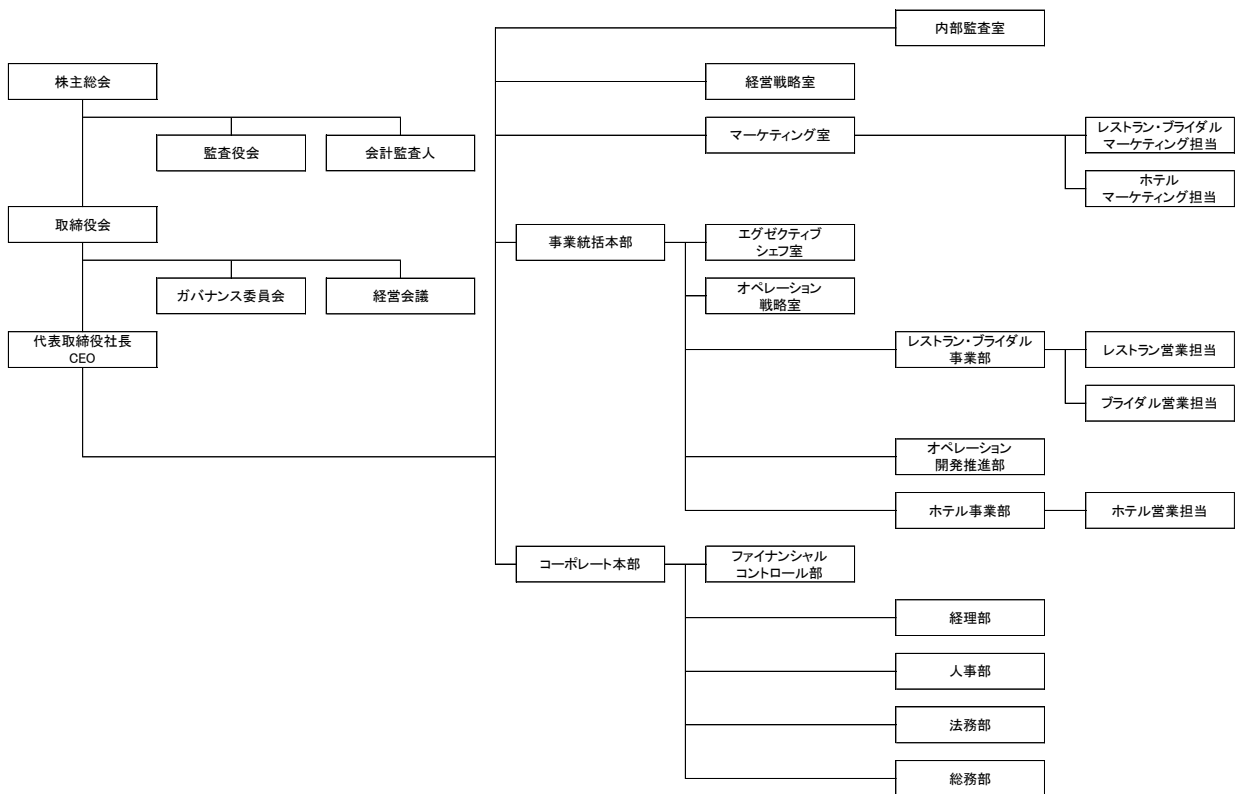 内部監査室
株主総会
経営戦略室
監査役会
会計監査人
マーケティング室
レストラン・ブライダル
マーケティング担当
ホテル
マーケティング担当
取締役会
事業統括本部
エグゼクティブ
シェフ室
ガバナンス委員会
経営会議
オペレーション
戦略室
代表取締役社長
CEO
レストラン・ブライダル
事業部
レストラン営業担当
ブライダル営業担当
オペレーション
開発推進部
ホテル事業部
ホテル営業担当
コーポレート本部
ファイナンシャル
コントロール部
経理部
人事部
法務部
総務部